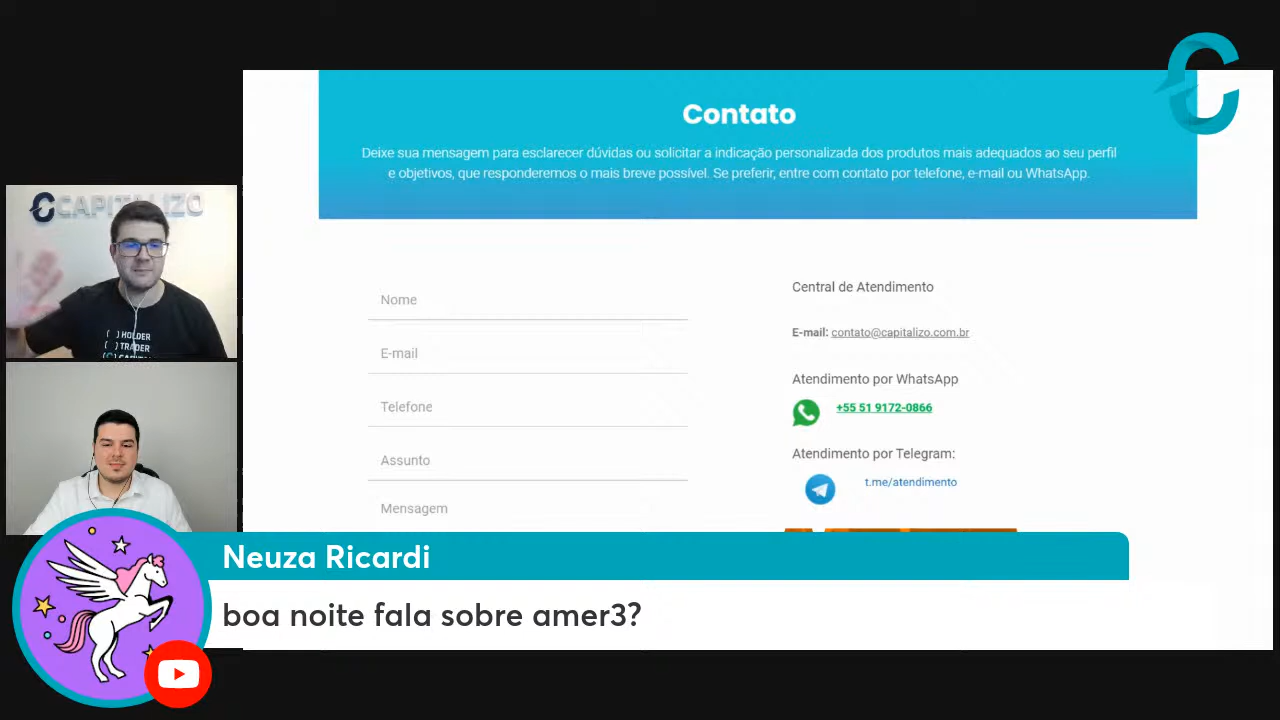 Contato
Deixe sua mensagem para esclarecer dúvidas ou solicitar a indicação personalizada dos produtos mais adequados ao seu perfil
e objetivos, que responderemos o mais breve possível. Se preferir, entre com contato por telefone, e-mail ou WhatsApp.
CAPITALIZO
( ) HOLDER
( ) TRADER
Nome
E-mail
Telefone
Assunto
Mensagem
Central de Atendimento
E-mail: contato@capitalizo.com.br
Atendimento por WhatsApp
+55 51 9172-0866
Atendimento por Telegram:
t.me/atendimento
Neuza Ricardi
boa noite fala sobre amer3?